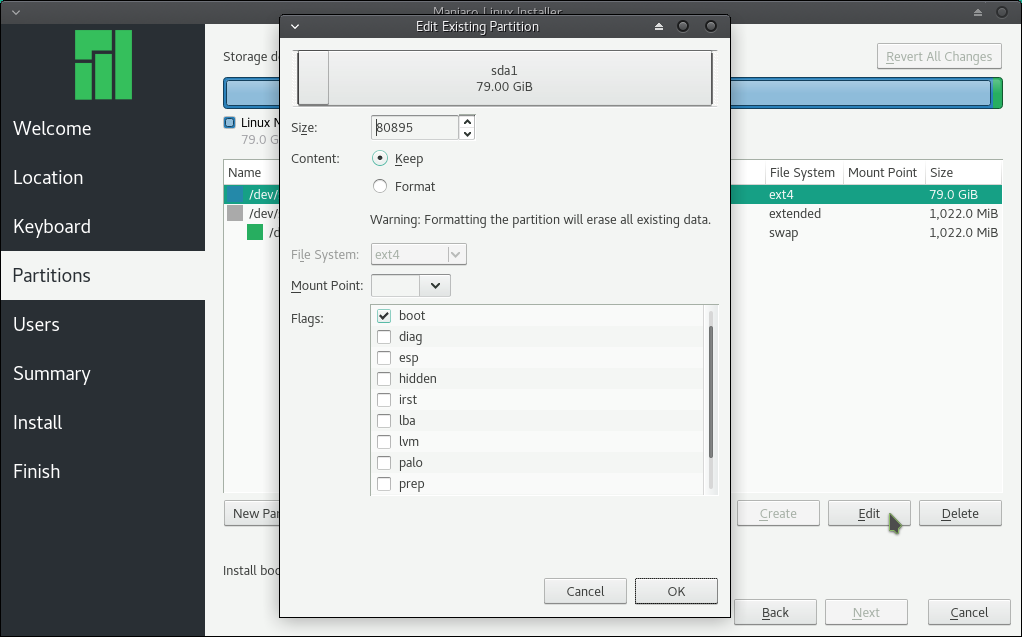 Manjaro Linux Installer
Edit Existing Partition
Welcome
Location
Keyboard
Partitions
Users
Summary
Install
Finish
Storage
Revert All Changes
sda1
79.00 GiB
Linux
79.0
Size:
80895
Content:
Keep
Format
Warning: Formatting the partition will erase all existing data.
File System:
ext4
Mount Point:
Flags:
boot
diag
esp
hidden
irst
lba
lvm
palo
prep
Cancel
OK
Name
File System
Mount Point
Size
/dev/
ext4
79.0 GiB
/dev/
extended
1,022.0 MiB
/d
swap
1,022.0 MiB
New Par
Create
Edit
Delete
Install
Back
Next
Cancel